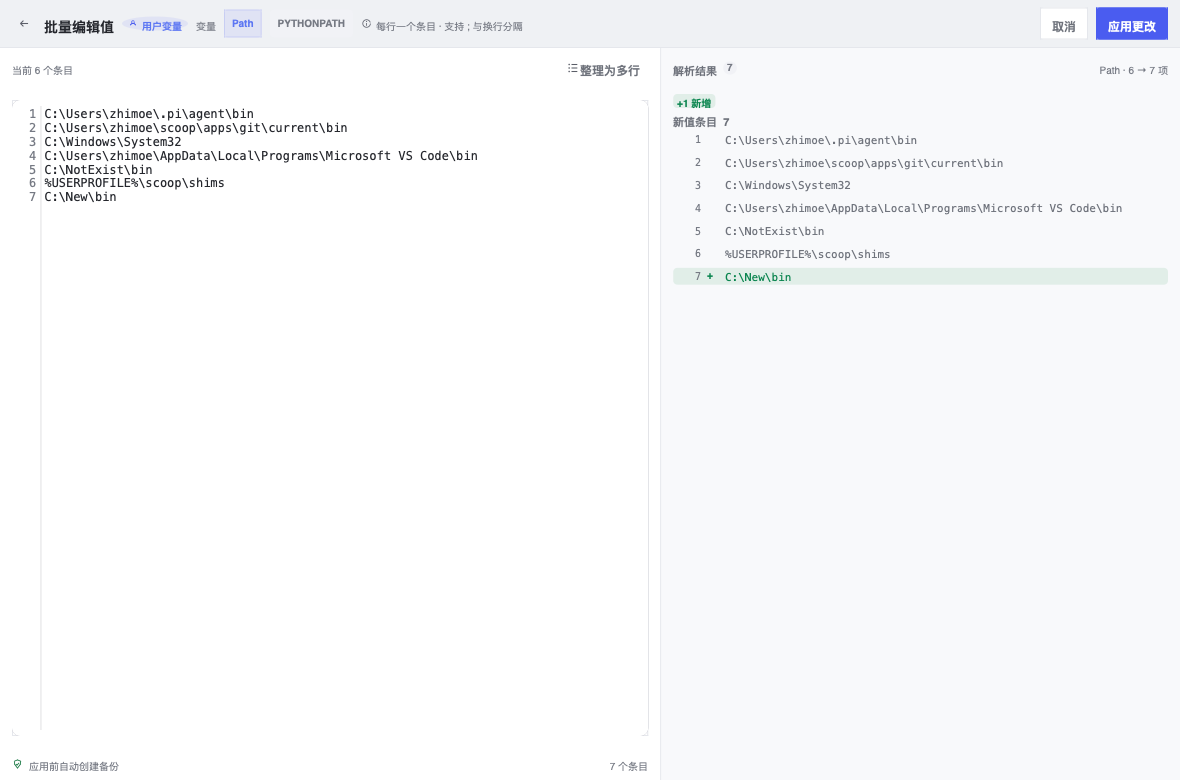 批量编辑值 用户变量 变量 Path PYTHONPATH 每行一个条目 · 支持 ; 与换行分隔 取消 应用更改
当前 6 个条目 整理为多行
1 C:\Users\zhimoe\.pi\agent\bin
2 C:\Users\zhimoe\scoop\apps\git\current\bin
3 C:\Windows\System32
4 C:\Users\zhimoe\AppData\Local\Programs\Microsoft VS Code\bin
5 C:\NotExist\bin
6 %USERPROFILE%\scoop\shims
7 C:\New\bin
应用前自动创建备份 7 个条目
解析结果 7 Path · 6 → 7 项
+1 新增
新值条目 7
1 C:\Users\zhimoe\.pi\agent\bin
2 C:\Users\zhimoe\scoop\apps\git\current\bin
3 C:\Windows\System32
4 C:\Users\zhimoe\AppData\Local\Programs\Microsoft VS Code\bin
5 C:\NotExist\bin
6 %USERPROFILE%\scoop\shims
7 + C:\New\bin